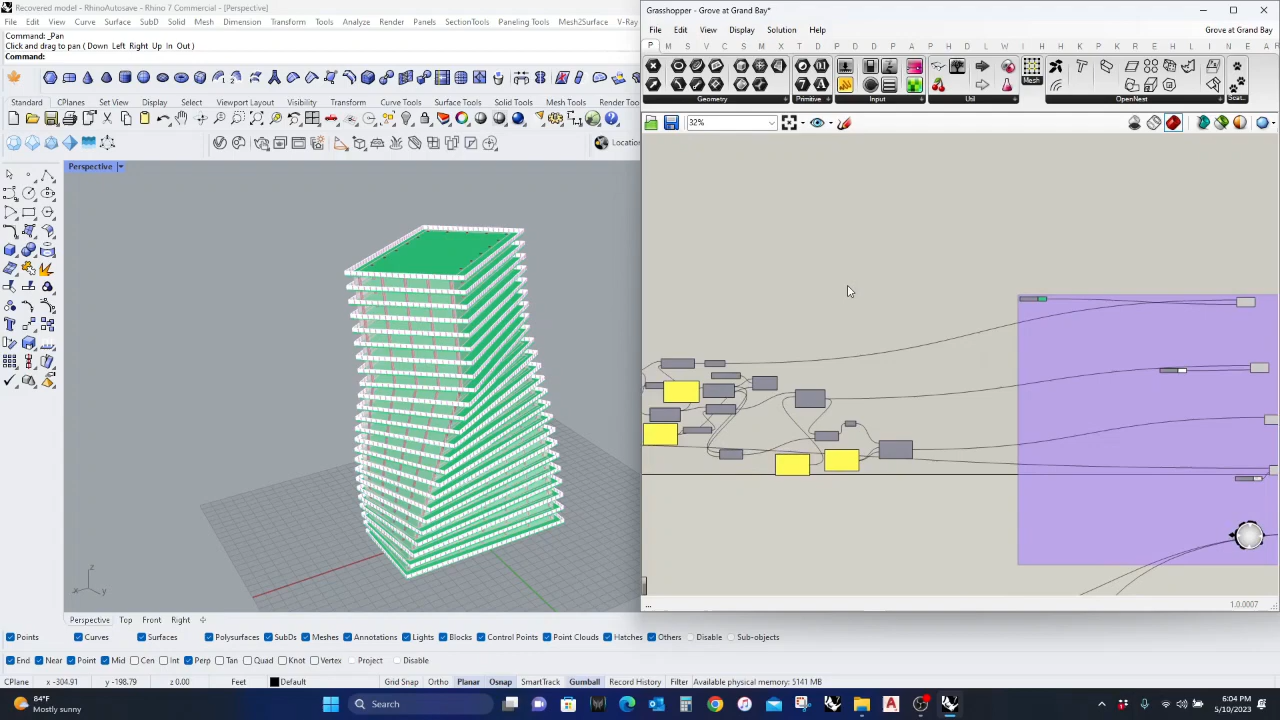 Recovered model - RhinoAutosave - Rhino 7 Commercial - [Perspective]
File Edit View Curve Surface SubD Solid Mesh Dimension Transform Tools Analyze Render Panels SectionTools Paneling Tools Mesh2Surface V-Ray
Command: _Pan
Click and drag to pan ( Down Left Right Up In Out )
Command:
Standard CPlanes Set View Display Select Viewport Layout Visibility Transform Curve Tools Surface Tools Solid Tools Mesh Tools Render Too
Location
Perspective
z
x y
Perspective Top Front Right
Points Curves Surfaces Polysurfaces SubDs Meshes Annotations Lights Blocks Control Points Point Clouds Hatches Others Disable Sub-objects
End Near Point Mid Cen Int Perp Tan Quad Knot Vertex Project Disable
CPlane x -304.91 y -198.79 z 0.00 Feet Default Grid Snap Ortho Planar Osnap SmartTrack Gumball Record History Filter Available physical memory: 5141 MB
Grasshopper - Grove at Grand Bay*
File Edit View Display Solution Help
Grove at Grand Bay
P M S V C S M X T D P D F D P A F P L E W K U I H B P R E B L I N
Mesh
Geometry Primitive Input Util OpenNest Seat..
32%
...
1.0.0007
84°F
Mostly sunny
Search
6:04 PM
5/10/2023